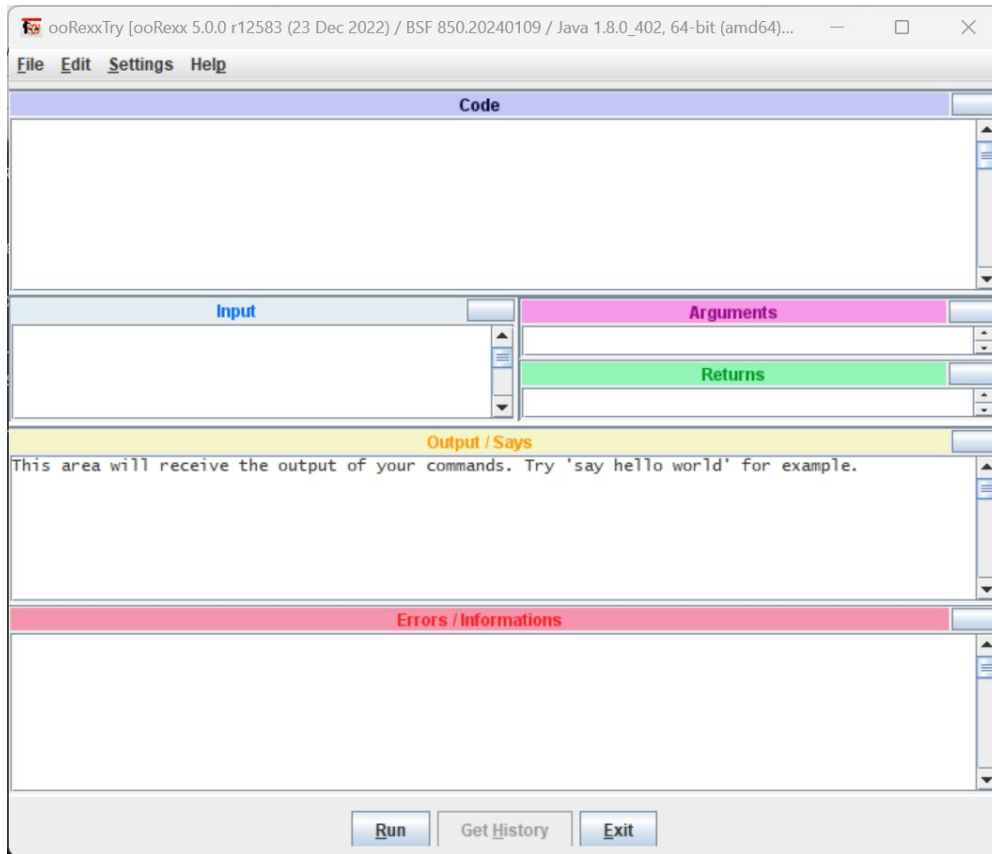 ooRexxTry [ooRexx 5.0.0 r12583 (23 Dec 2022) / BSF 850.20240109 / Java 1.8.0_402, 64-bit (amd64)...
File Edit Settings Help
Code
Input
Arguments
Returns
Output / Says
This area will receive the output of your commands. Try 'say hello world' for example.
Errors / Informations
Run Get History Exit